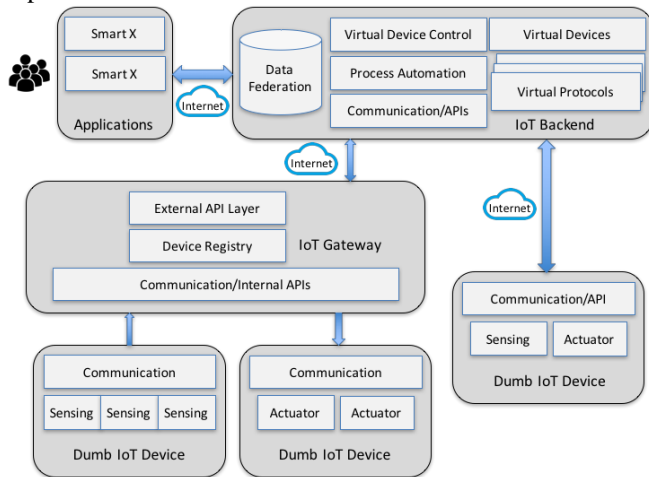 Smart X
Smart X
Applications
Internet
Data
Federation
Virtual Device Control
Process Automation
Communication/APIs
Virtual Devices
Virtual Protocols
IoT Backend
Internet
Internet
External API Layer
Device Registry
IoT Gateway
Communication/Internal APIs
Communication/API
Sensing
Actuator
Dumb IoT Device
Communication
Sensing
Sensing
Sensing
Dumb IoT Device
Communication
Actuator
Actuator
Dumb IoT Device